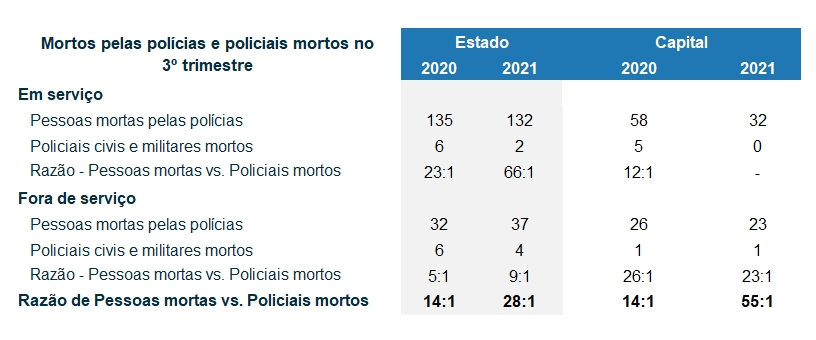 Mortos pelas polícias e policiais mortos no 3º trimestre Estado Capital
2020 2021 2020 2021
Em serviço
Pessoas mortas pelas polícias 135 132 58 32
Policiais civis e militares mortos 6 2 5 0
Razão - Pessoas mortas vs. Policiais mortos 23:1 66:1 12:1 -
Fora de serviço
Pessoas mortas pelas polícias 32 37 26 23
Policiais civis e militares mortos 6 4 1 1
Razão - Pessoas mortas vs. Policiais mortos 5:1 9:1 26:1 23:1
Razão de Pessoas mortas vs. Policiais mortos 14:1 28:1 14:1 55:1